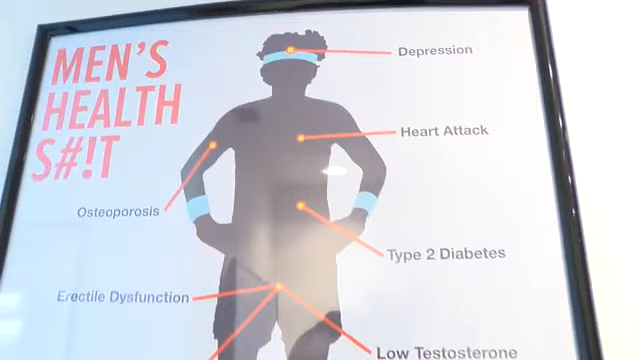 MEN'S
HEALTH
S#!T
Depression
Heart Attack
Osteoporosis
Type 2 Diabetes
Erectile Dysfunction
Low Testosterone